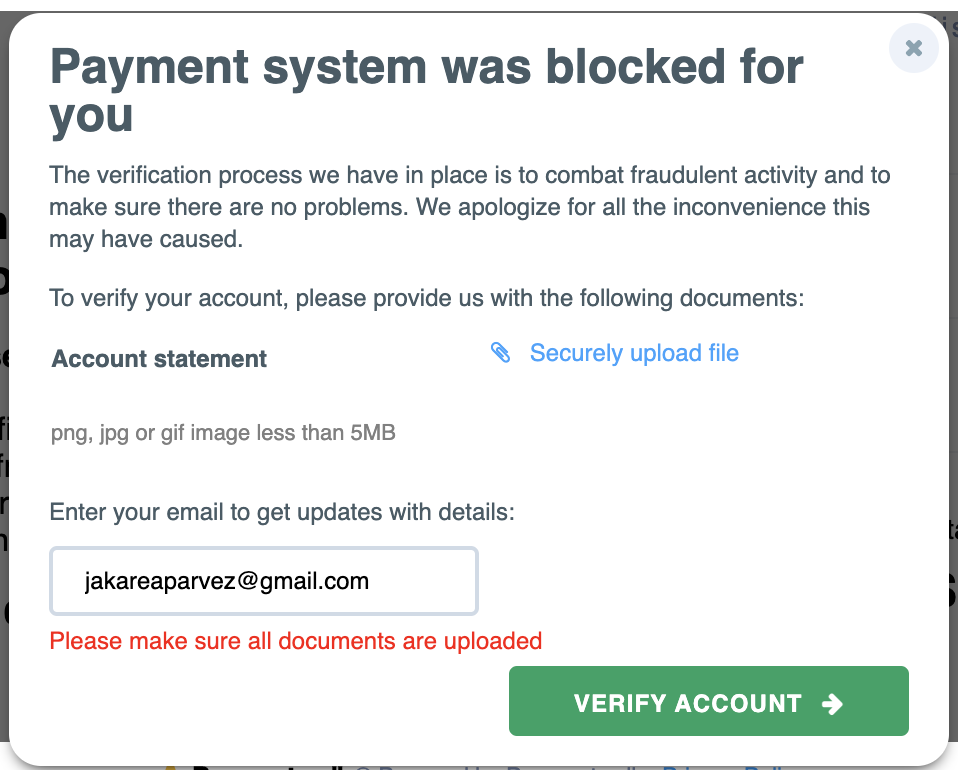 Payment system was blocked for
you
The verification process we have in place is to combat fraudulent activity and to
make sure there are no problems. We apologize for all the inconvenience this
may have caused.
To verify your account, please provide us with the following documents:
Account statement
Securely upload file
png, jpg or gif image less than 5MB
Enter your email to get updates with details:
jakareaparvez@gmail.com
Please make sure all documents are uploaded
VERIFY ACCOUNT